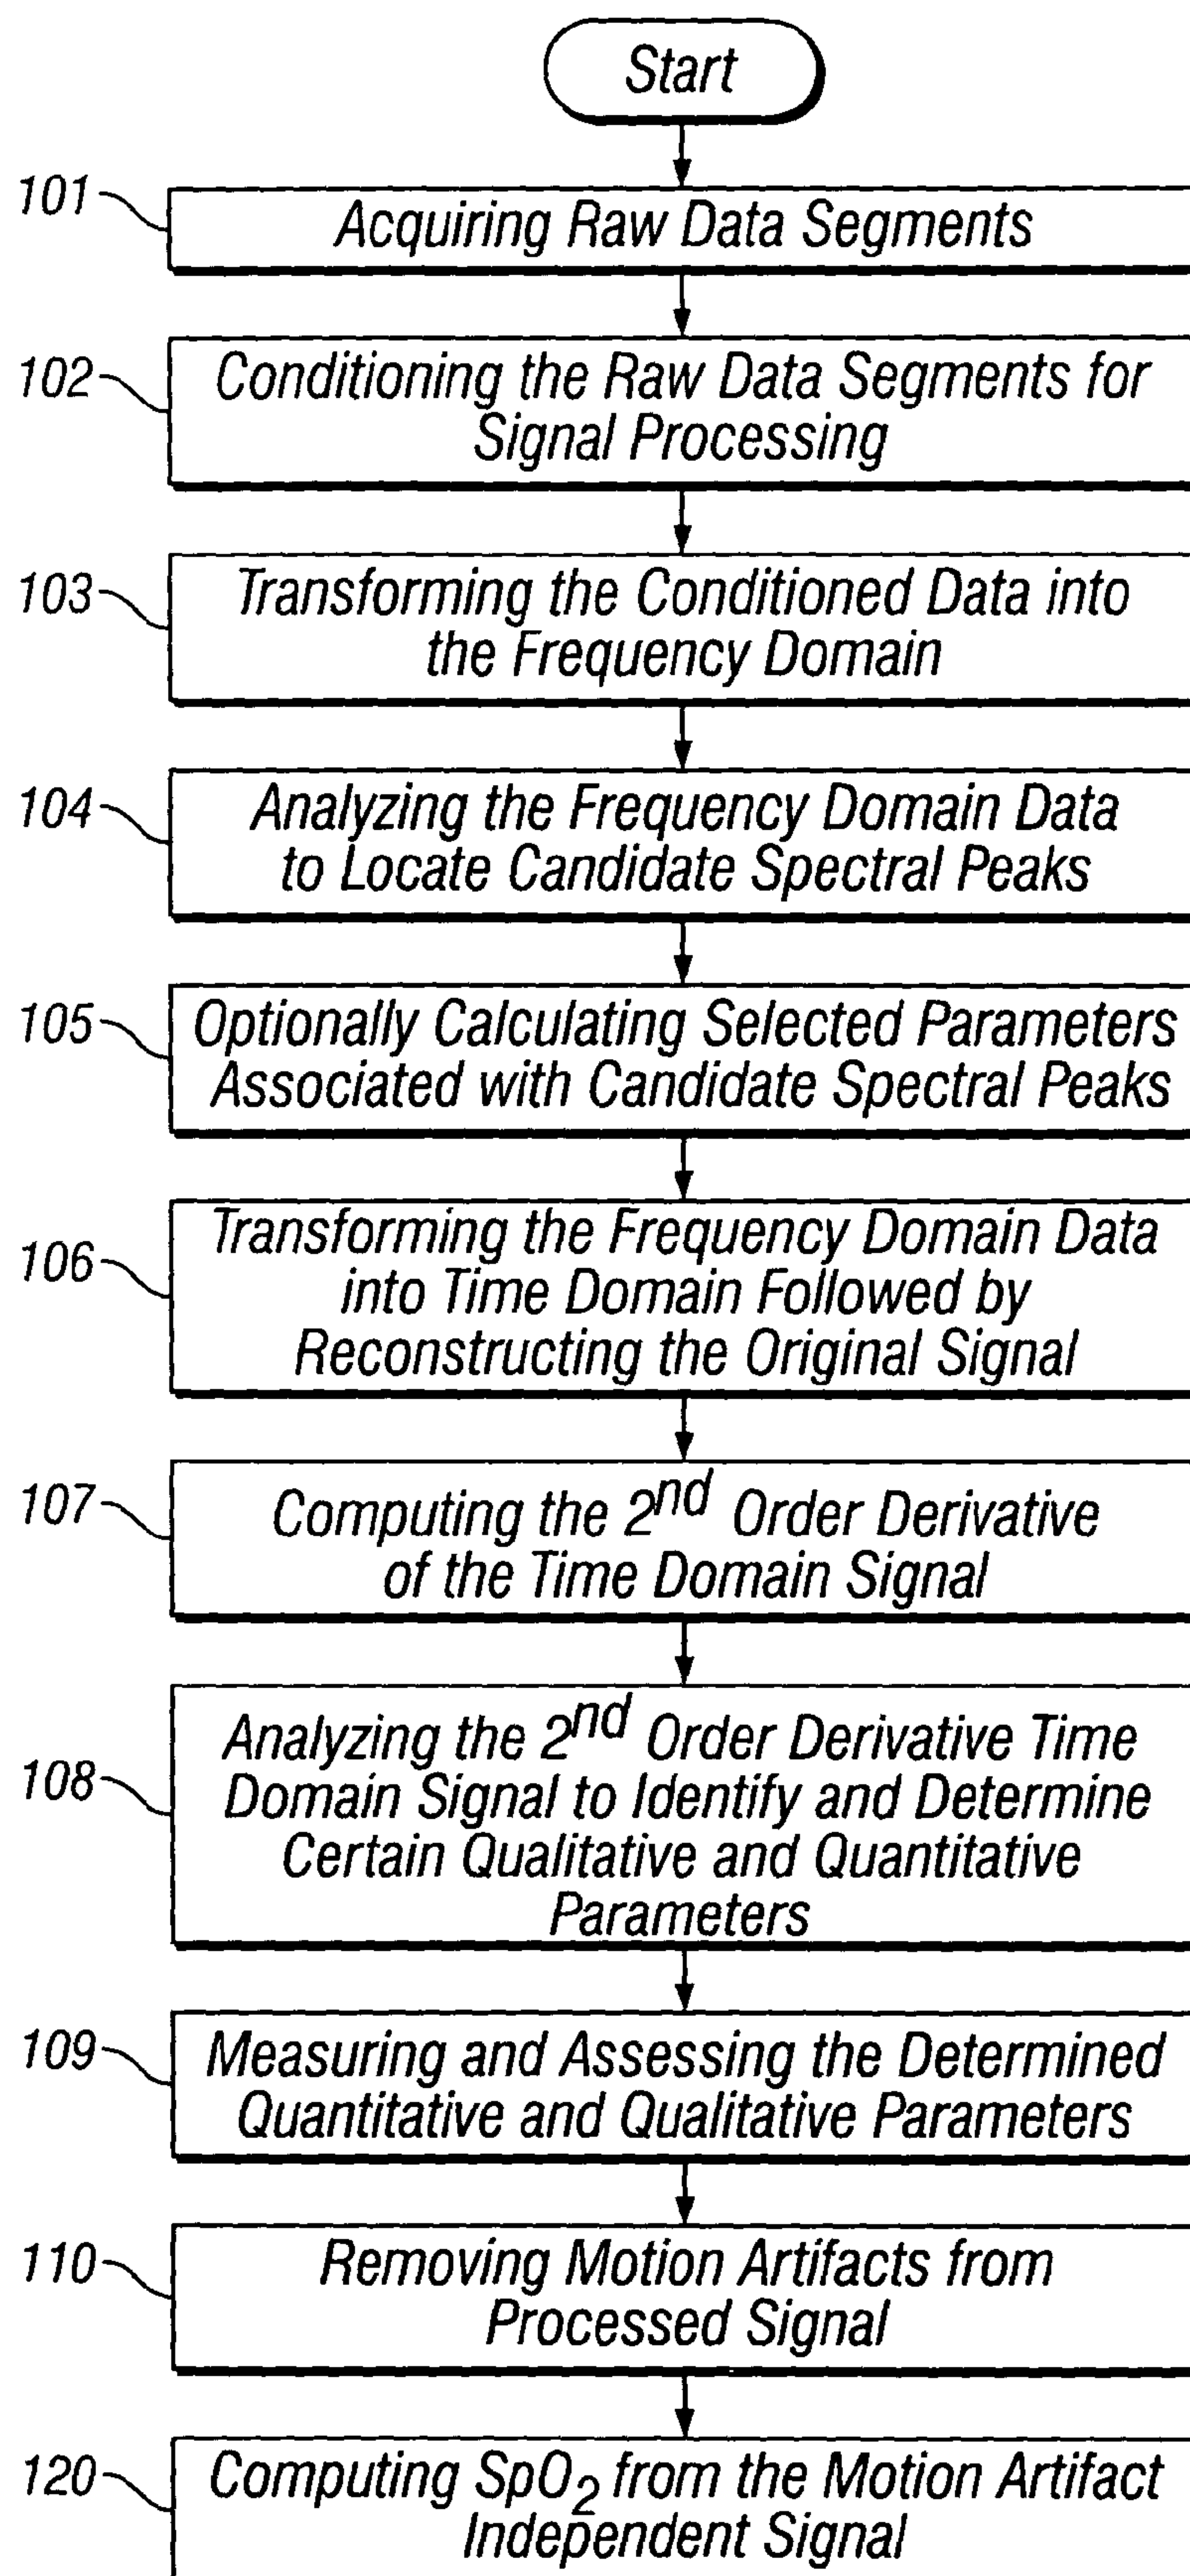 Start
101
Acquiring Raw Data Segments
102
Conditioning the Raw Data Segments for
Signal Processing
103
Transforming the Conditioned Data into
the Frequency Domain
104
Analyzing the Frequency Domain Data
to Locate Candidate Spectral Peaks
105
Optionally Calculating Selected Parameters
Associated with Candidate Spectral Peaks
106
Transforming the Frequency Domain Data
into Time Domain Followed by
Reconstructing the Original Signal
107
Computing the 2nd Order Derivative
of the Time Domain Signal
108
Analyzing the 2nd Order Derivative Time
Domain Signal to Identify and Determine
Certain Qualitative and Quantitative
Parameters
109
Measuring and Assessing the Determined
Quantitative and Qualitative Parameters
110
Removing Motion Artifacts from
Processed Signal
120
Computing SpO2 from the Motion Artifact
Independent Signal